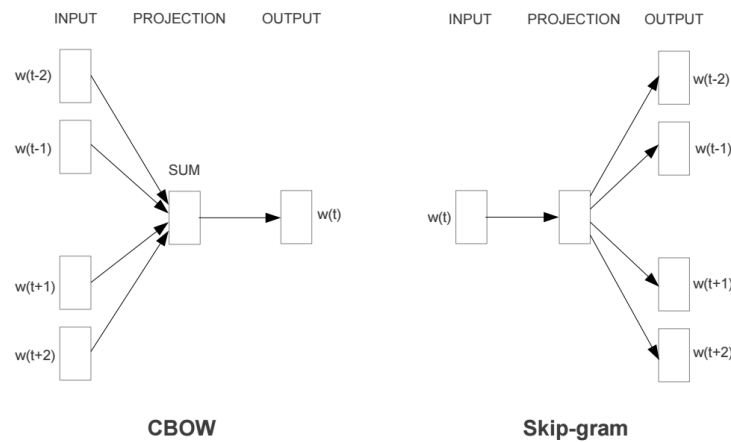 INPUT PROJECTION OUTPUT
w(t-2)
w(t-1)
SUM
w(t)
w(t+1)
w(t+2)
CBOW
INPUT PROJECTION OUTPUT
w(t-2)
w(t-1)
w(t)
w(t+1)
w(t+2)
Skip-gram